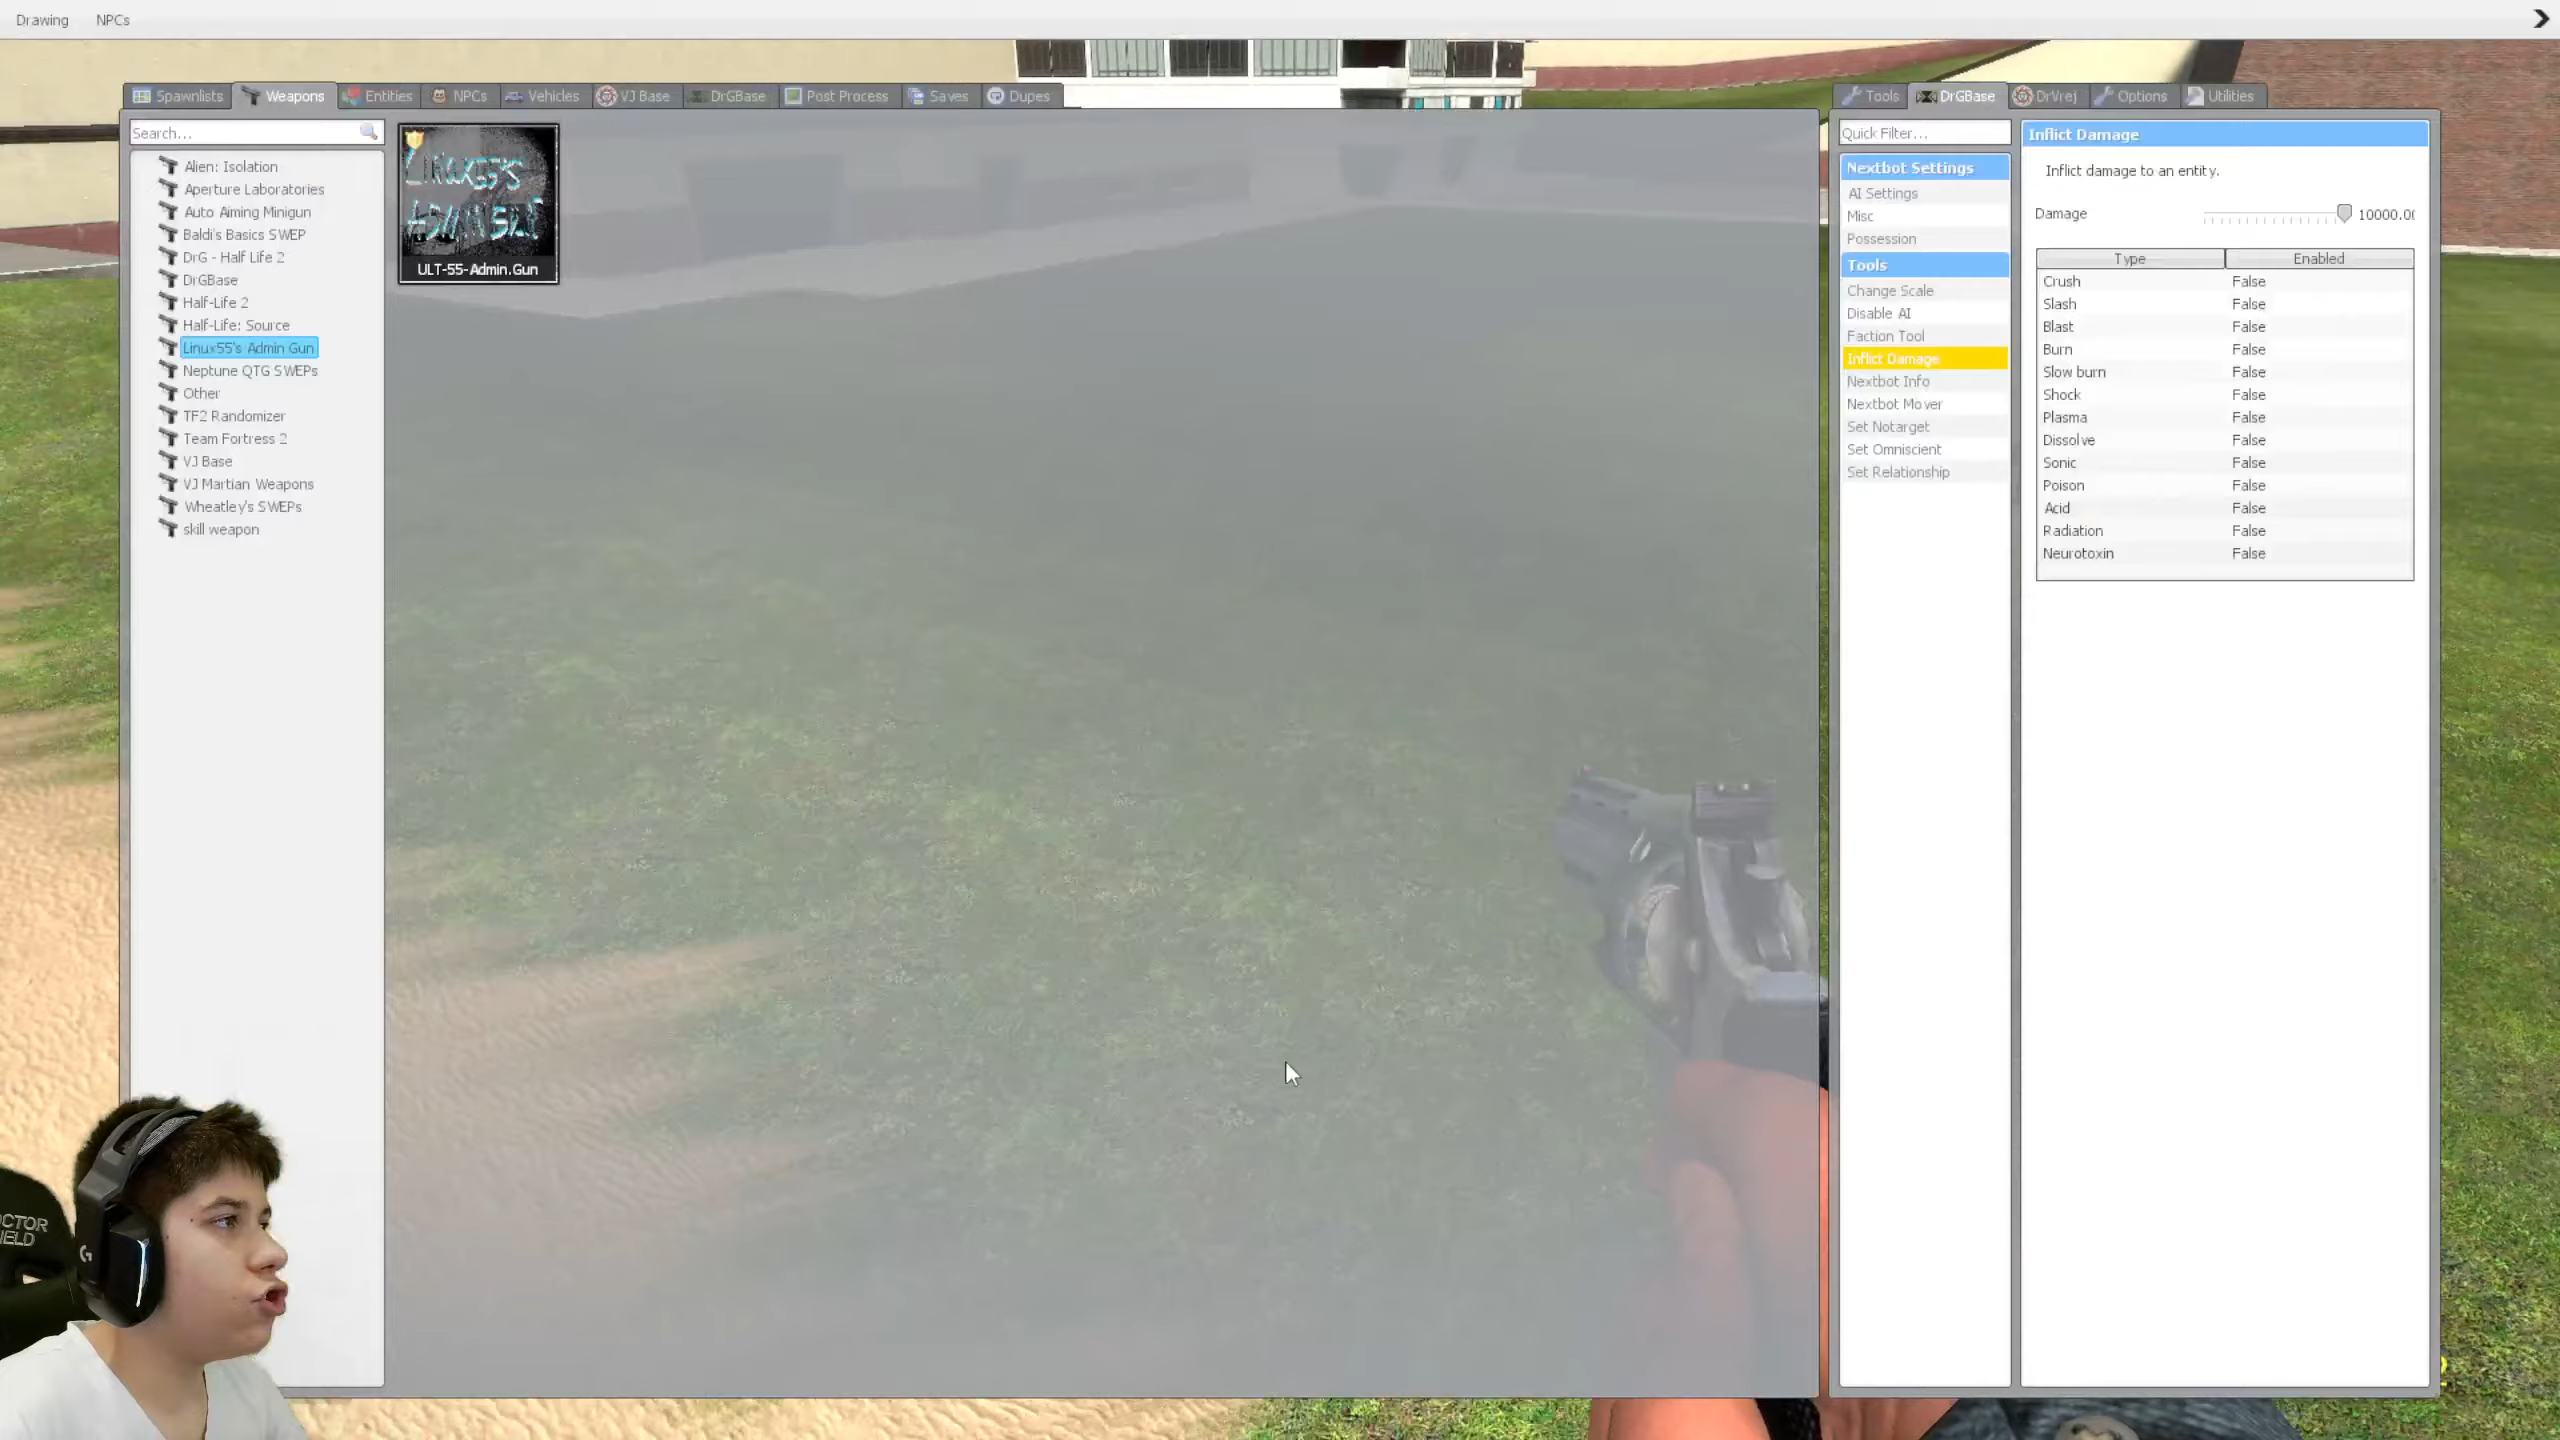 Drawing NPCs
Spawnlists Weapons Entities NPCs Vehicles VJ Base DrGBase Post Process Saves Dupes
Search...
Alien: Isolation
Aperture Laboratories
Auto Aiming Minigun
Baldi's Basics SWEP
DrG - Half Life 2
DrGBase
Half-Life 2
Half-Life: Source
Linux55's Admin Gun
Neptune QTG SWEPs
Other
TF2 Randomizer
Team Fortress 2
VJ Base
VJ Martian Weapons
Wheatley's SWEPs
skill weapon
LINUX55'S
ADMIN GUN
ULT-55-Admin.Gun
Tools DrGBase DrVrej Options Utilities
Quick Filter...
Nextbot Settings
AI Settings
Misc
Possession
Tools
Change Scale
Disable AI
Faction Tool
Inflict Damage
Nextbot Info
Nextbot Mover
Set Notarget
Set Omniscient
Set Relationship
Inflict Damage
Inflict damage to an entity.
Damage 10000.00
Type Enabled
Crush False
Slash False
Blast False
Burn False
Slow burn False
Shock False
Plasma False
Dissolve False
Sonic False
Poison False
Acid False
Radiation False
Neurotoxin False